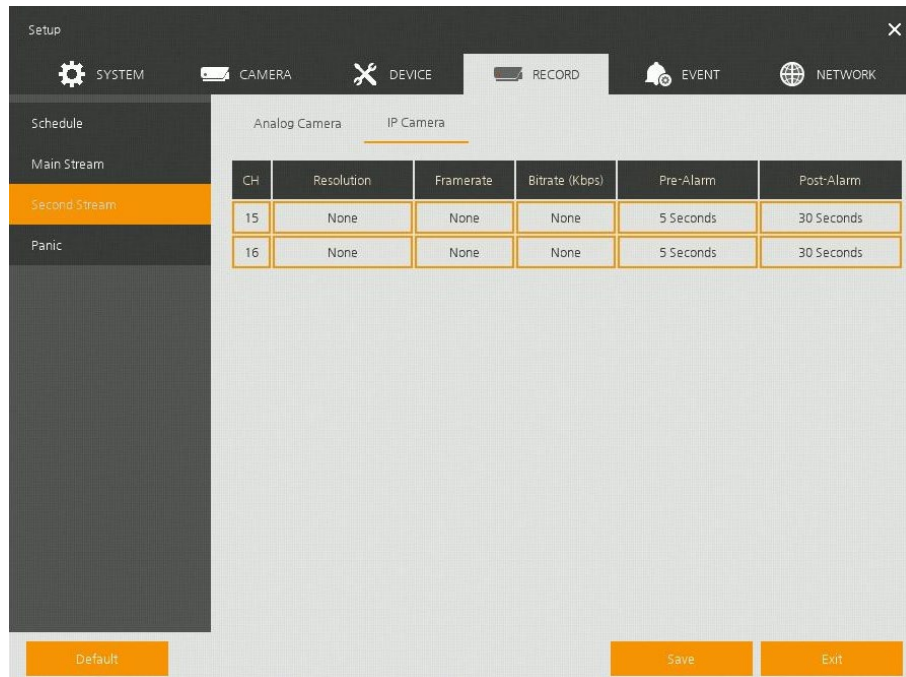 Setup
SYSTEM CAMERA DEVICE RECORD EVENT NETWORK
Schedule
Main Stream
Second Stream
Panic
Analog Camera IP Camera
CH Resolution Framerate Bitrate (Kbps) Pre-Alarm Post-Alarm
15 None None None 5 Seconds 30 Seconds
16 None None None 5 Seconds 30 Seconds
Default Save Exit